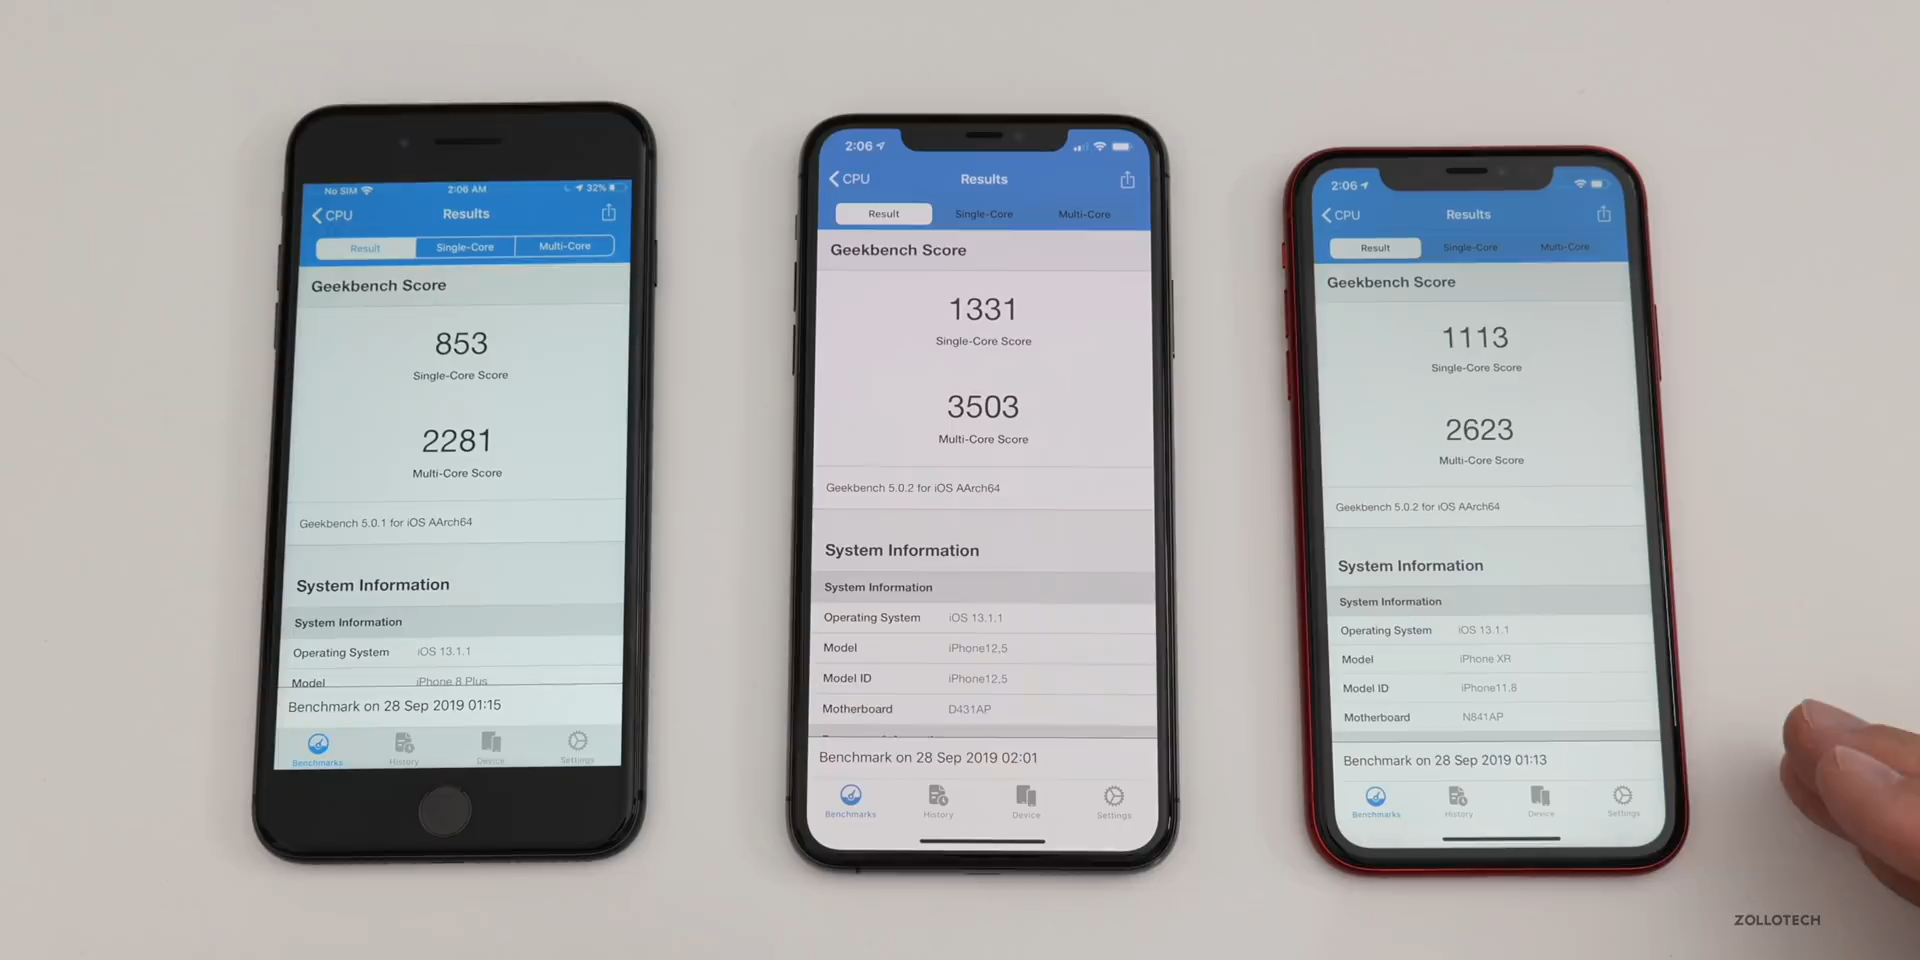 No SIM 2:06 AM 32%
CPU Results
Result Single-Core Multi-Core
Geekbench Score
853
Single-Core Score
2281
Multi-Core Score
Geekbench 5.0.1 for iOS AArch64
System Information
System Information
Operating System iOS 13.1.1
Model iPhone 8 Plus
Benchmark on 28 Sep 2019 01:15
Benchmarks History Device Settings
2:06
CPU Results
Result Single-Core Multi-Core
Geekbench Score
1331
Single-Core Score
3503
Multi-Core Score
Geekbench 5.0.2 for iOS AArch64
System Information
System Information
Operating System iOS 13.1.1
Model iPhone12,5
Model ID iPhone12,5
Motherboard D431AP
Benchmark on 28 Sep 2019 02:01
Benchmarks History Device Settings
2:06
CPU Results
Result Single-Core Multi-Core
Geekbench Score
1113
Single-Core Score
2623
Multi-Core Score
Geekbench 5.0.2 for iOS AArch64
System Information
System Information
Operating System iOS 13.1.1
Model iPhone XR
Model ID iPhone11,8
Motherboard N841AP
Benchmark on 28 Sep 2019 01:13
Benchmarks History Device Settings
ZOLLOTECH